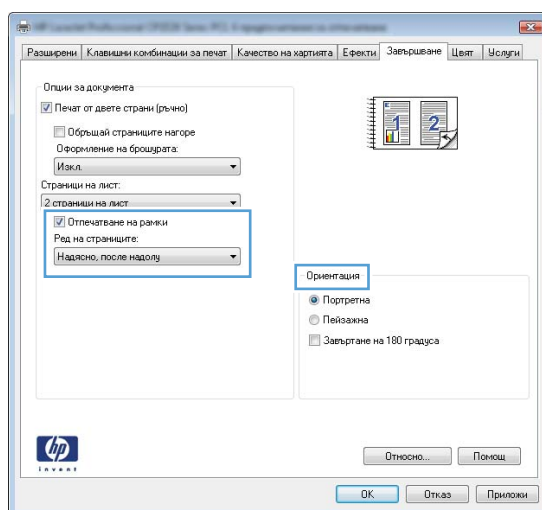 Разширени Клавишни комбинации за печат Качество на хартията Ефекти Завършване Цвят Услуги
Опции за документа
Печат от двете страни (ръчно)
Обръщай страниците нагоре
Оформление на брошурата:
Изкл.
Страници на лист:
2 страници на лист
Отпечатване на рамки
Ред на страниците:
Надясно, после надолу
1 2
Ориентация
Портретна
Пейзажна
Завъртане на 180 градуса
hp
invent
Относно... Помощ
OK Отказ Приложи